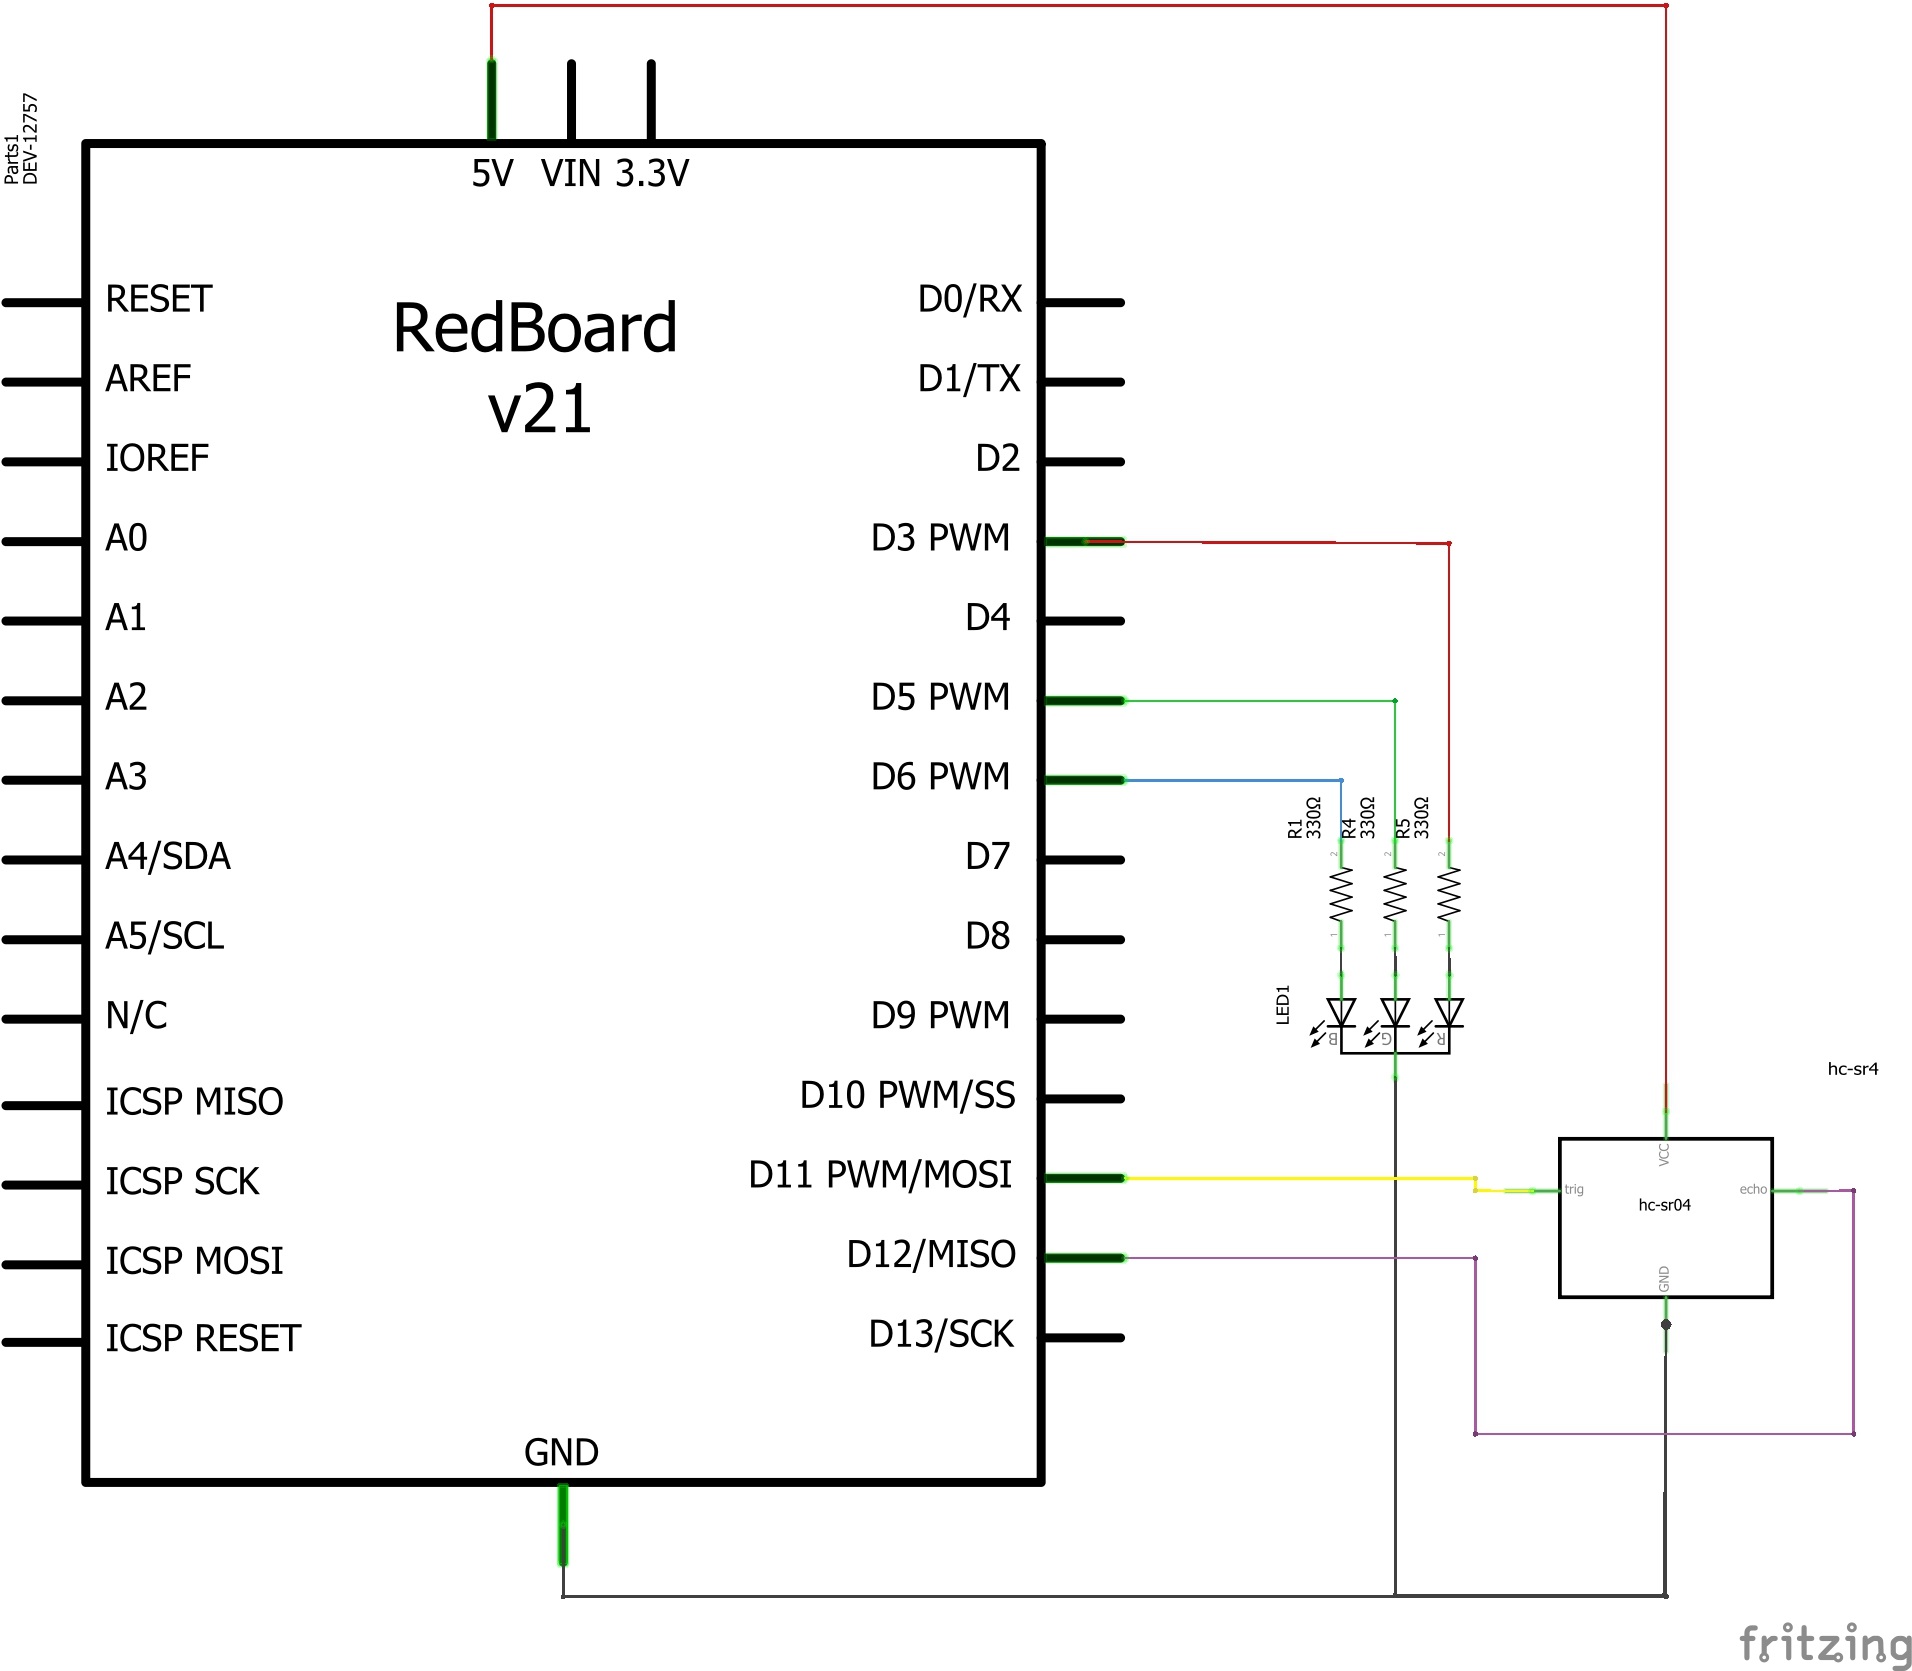 Parts1
DEV-12757
5V VIN 3.3V
RedBoard
v21
RESET
AREF
IOREF
A0
A1
A2
A3
A4/SDA
A5/SCL
N/C
ICSP MISO
ICSP SCK
ICSP MOSI
ICSP RESET
D0/RX
D1/TX
D2
D3 PWM
D4
D5 PWM
D6 PWM
D7
D8
D9 PWM
D10 PWM/SS
D11 PWM/MOSI
D12/MISO
D13/SCK
GND
R1
330Ω
R4
330Ω
R5
330Ω
2 2 2
1 1 1
LED1
B G R
hc-sr4
VCC
trig
echo
hc-sr04
GND
fritzing